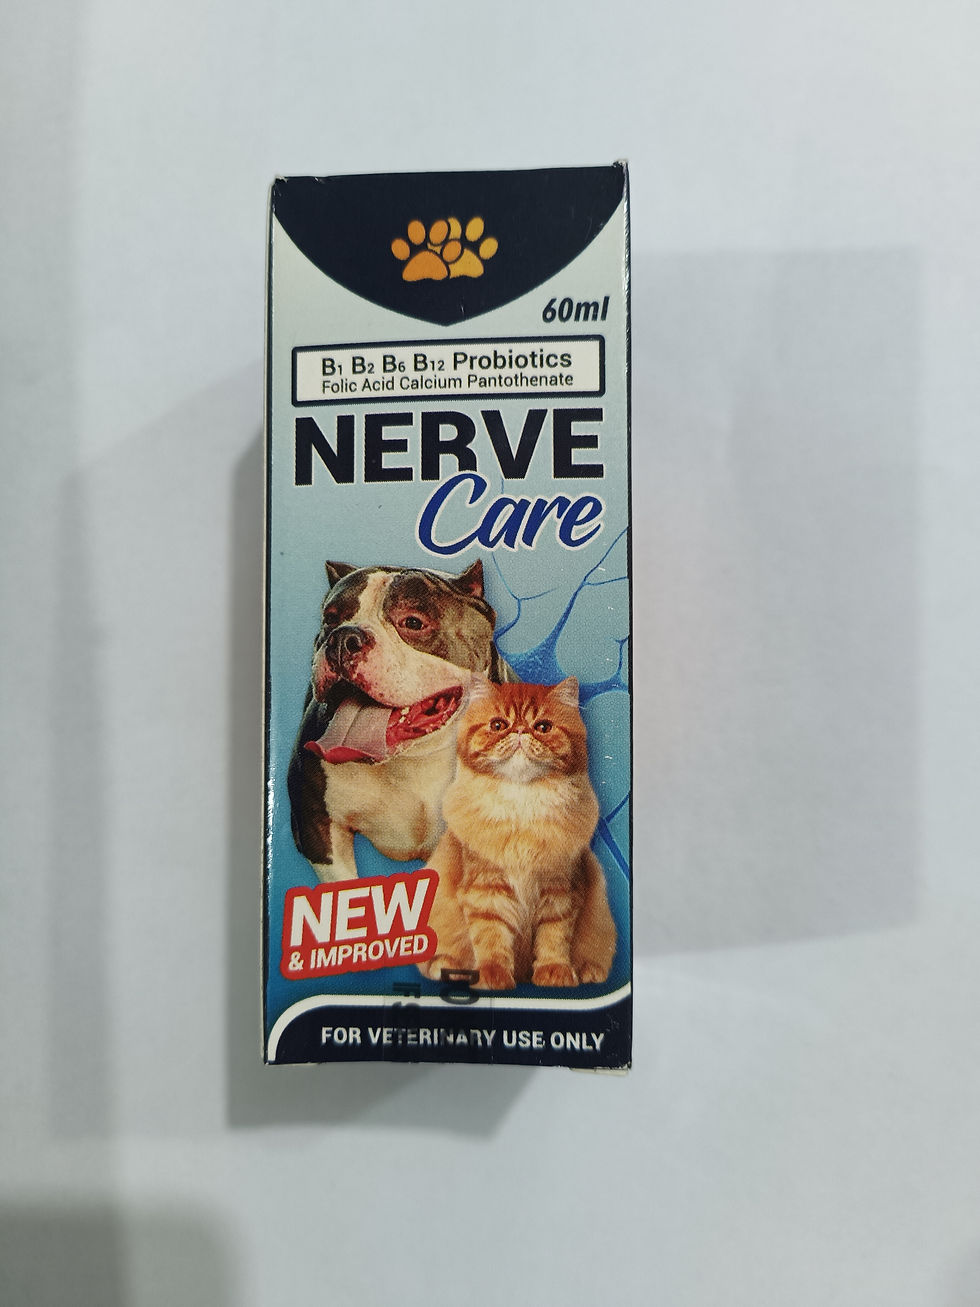 60ml
B1 B2 B6 B12 Probiotics
Folic Acid Calcium Pantothenate
NERVE
Care
NEW
& IMPROVED
FOR VETERINARY USE ONLY